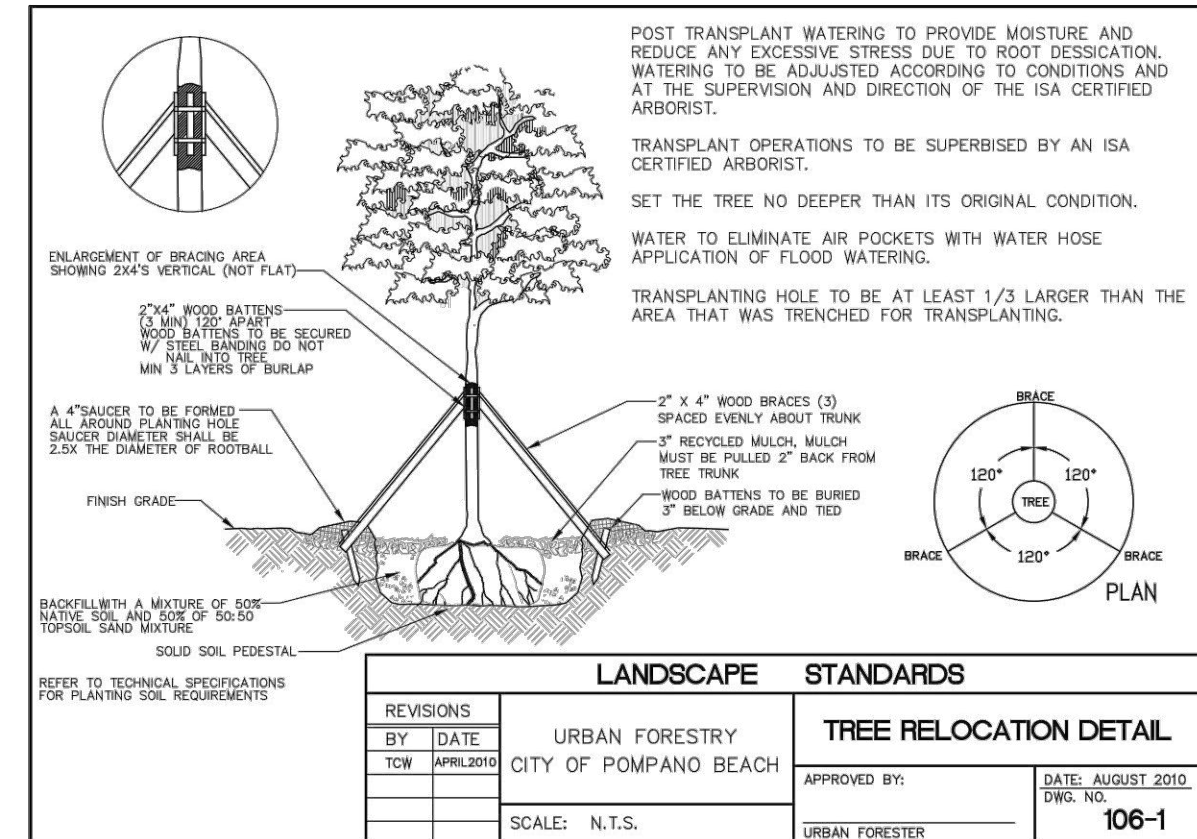 POST TRANSPLANT WATERING TO PROVIDE MOISTURE AND
REDUCE ANY EXCESSIVE STRESS DUE TO ROOT DESSICATION.
WATERING TO BE ADJUJSTED ACCORDING TO CONDITIONS AND
AT THE SUPERVISION AND DIRECTION OF THE ISA CERTIFIED
ARBORIST.
TRANSPLANT OPERATIONS TO BE SUPERBISED BY AN ISA
CERTIFIED ARBORIST.
SET THE TREE NO DEEPER THAN ITS ORIGINAL CONDITION.
WATER TO ELIMINATE AIR POCKETS WITH WATER HOSE
APPLICATION OF FLOOD WATERING.
TRANSPLANTING HOLE TO BE AT LEAST 1/3 LARGER THAN THE
AREA THAT WAS TRENCHED FOR TRANSPLANTING.
ENLARGEMENT OF BRACING AREA
SHOWING 2X4'S VERTICAL (NOT FLAT)
2"X4" WOOD BATTENS
(3 MIN) 120° APART
WOOD BATTENS TO BE SECURED
W/ STEEL BANDING DO NOT
NAIL INTO TREE
MIN 3 LAYERS OF BURLAP
A 4"SAUCER TO BE FORMED
ALL AROUND PLANTING HOLE
SAUCER DIAMETER SHALL BE
2.5X THE DIAMETER OF ROOTBALL
FINISH GRADE
BACKFILLWITH A MIXTURE OF 50%
NATIVE SOIL AND 50% OF 50:50
TOPSOIL SAND MIXTURE
SOLID SOIL PEDESTAL
REFER TO TECHNICAL SPECIFICATIONS
FOR PLANTING SOIL REQUIREMENTS
2" X 4" WOOD BRACES (3)
SPACED EVENLY ABOUT TRUNK
3" RECYCLED MULCH, MULCH
MUST BE PULLED 2" BACK FROM
TREE TRUNK
WOOD BATTENS TO BE BURIED
3" BELOW GRADE AND TIED
BRACE
120° 120°
TREE
120°
BRACE BRACE
PLAN
LANDSCAPE STANDARDS
REVISIONS
BY DATE
TCW APRIL2010
URBAN FORESTRY
CITY OF POMPANO BEACH
SCALE: N.T.S.
TREE RELOCATION DETAIL
APPROVED BY:
URBAN FORESTER
DATE: AUGUST 2010
DWG. NO.
106-1